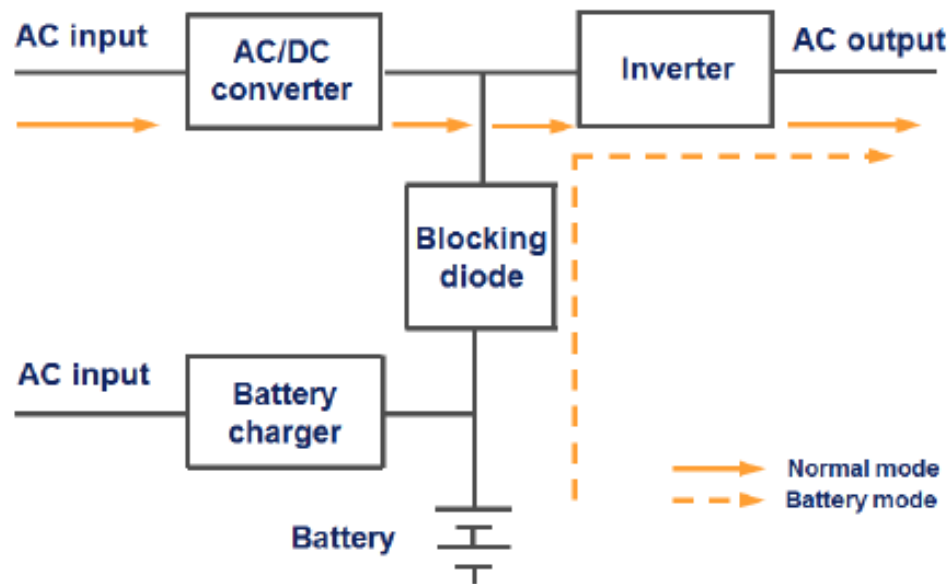 AC input
AC/DC
converter
Inverter
AC output
Blocking
diode
AC input
Battery
charger
Normal mode
Battery mode
Battery